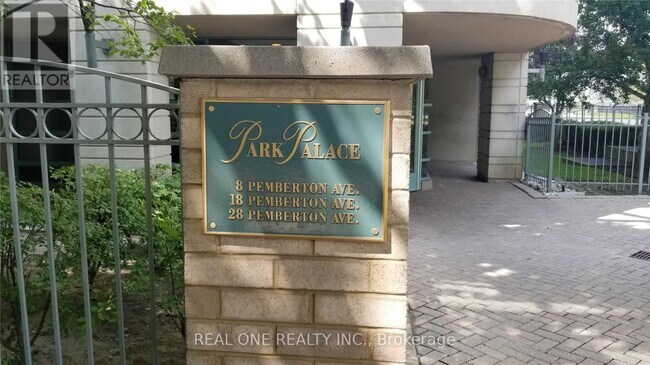 R
REALTOR
PARK PALACE
8 PEMBERTON AVE.
18 PEMBERTON AVE.
28 PEMBERTON AVE.
REAL ONE REALTY INC., Brokerage